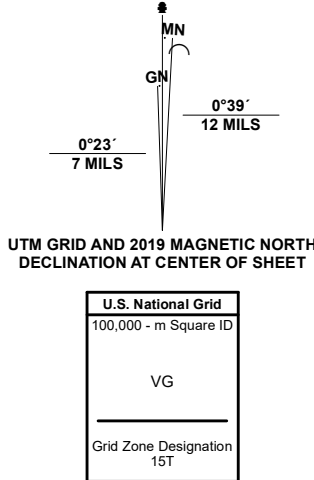 MN
GN
0°39´
12 MILS
0°23´
7 MILS
UTM GRID AND 2019 MAGNETIC NORTH
DECLINATION AT CENTER OF SHEET
U.S. National Grid
100,000 - m Square ID
VG
Grid Zone Designation
15T